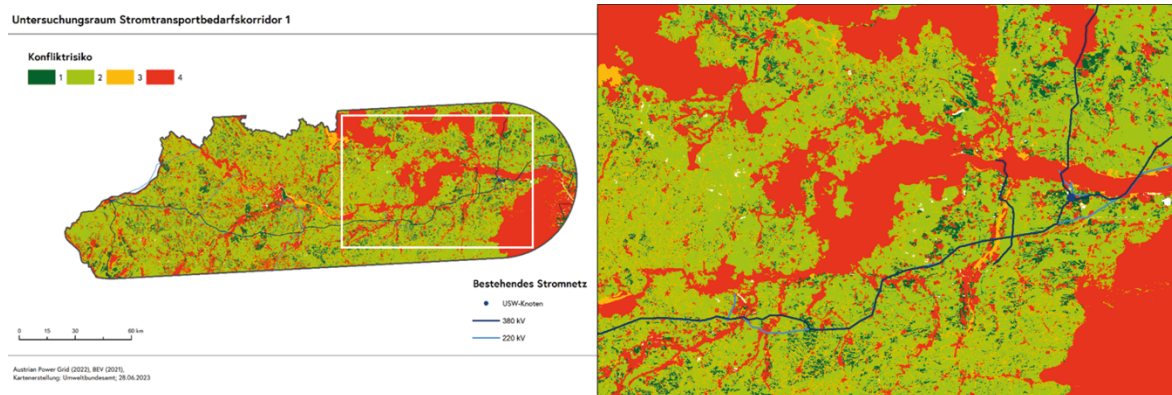 Untersuchungsraum Stromtransportbedarfskorridor 1
Konfliktrisiko
1 2 3 4
Bestehendes Stromnetz
USW-Knoten
380 kV
220 kV
0 15 30 60 km
Austrian Power Grid (2022), BEV (2021),
Kartenerstellung: Umweltbundesamt; 28.06.2023